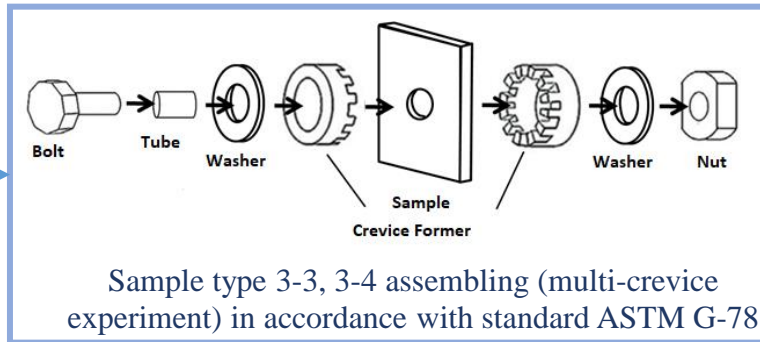 Bolt
Tube
Washer
Sample
Crevice Former
Washer
Nut
Sample type 3-3, 3-4 assembling (multi-crevice
experiment) in accordance with standard ASTM G-78